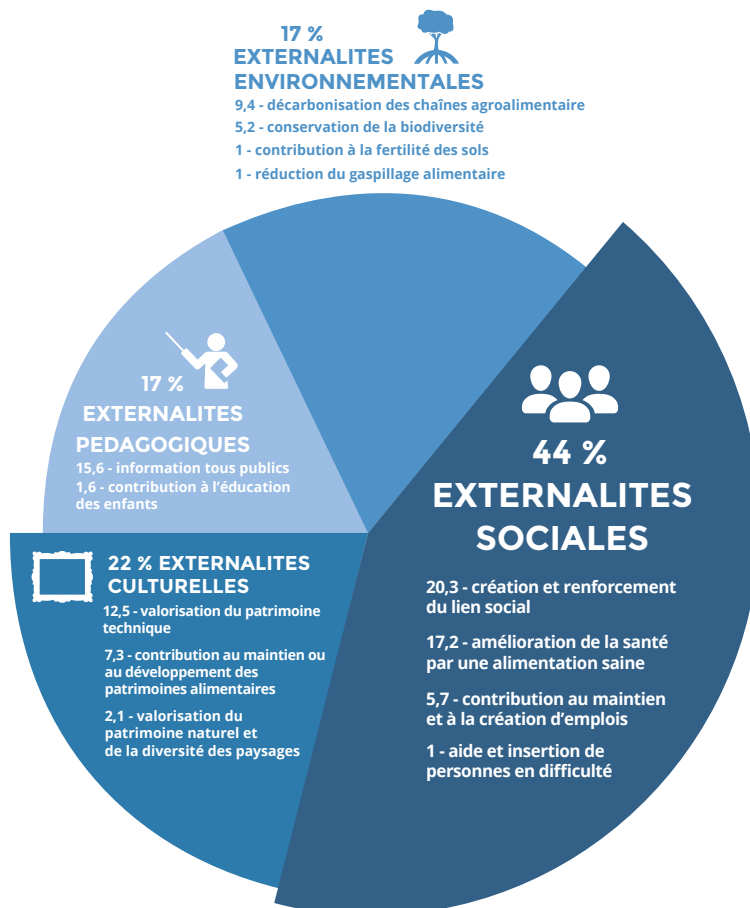 17 %
EXTERNALITES
ENVIRONNEMENTALES
9,4 - décarbonisation des chaînes agroalimentaire
5,2 - conservation de la biodiversité
1 - contribution à la fertilité des sols
1 - réduction du gaspillage alimentaire
17 %
EXTERNALITES
PEDAGOGIQUES
15,6 - information tous publics
1,6 - contribution à l'éducation
des enfants
44 %
EXTERNALITES
SOCIALES
20,3 - création et renforcement
du lien social
17,2 - amélioration de la santé
par une alimentation saine
5,7 - contribution au maintien
et à la création d'emplois
1 - aide et insertion de
personnes en difficulté
22 % EXTERNALITES
CULTURELLES
12,5 - valorisation du patrimoine
technique
7,3 - contribution au maintien ou
au développement des
patrimoines alimentaires
2,1 - valorisation du
patrimoine naturel et
de la diversité des paysages